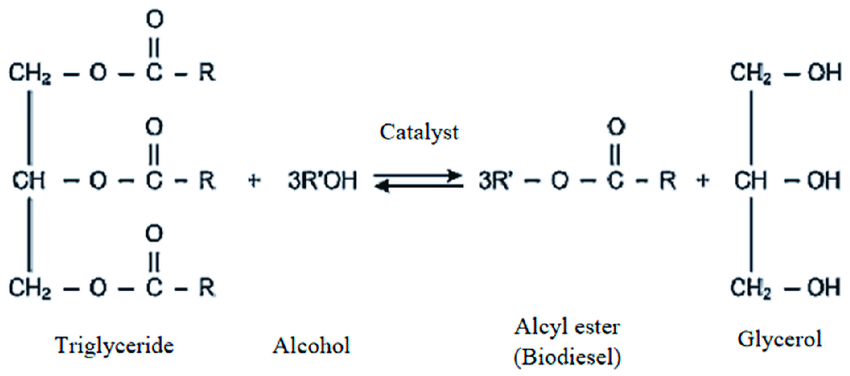 O O
CH₂ – O – C – R CH₂ – OH
O Catalyst O
CH – O – C – R + 3R'OH 3R' – O – C – R + CH – OH
O
CH₂ – O – C – R CH₂ – OH
Triglyceride Alcohol Alcyl ester (Biodiesel) Glycerol